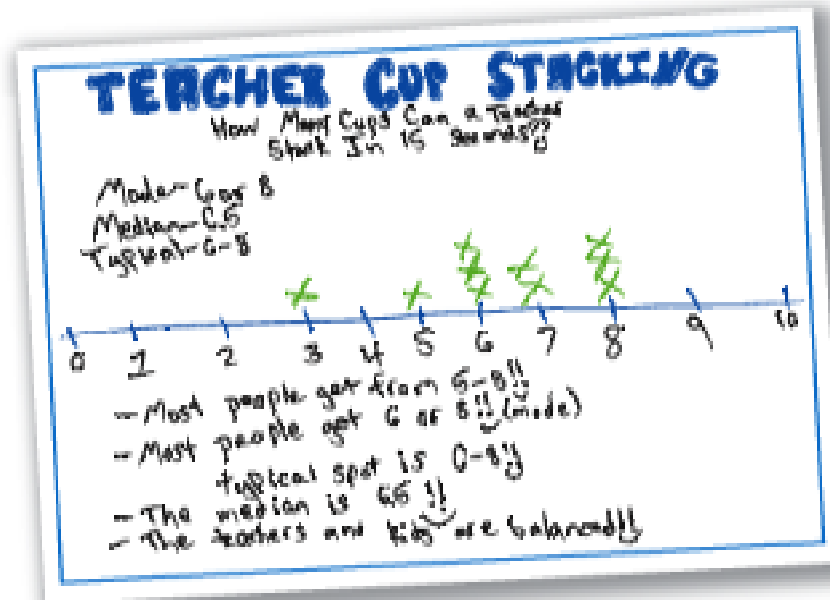 TEACHER CUP STACKING
How Many Cups Can a Teacher
Stack In 15 Seconds??
Mode- 6 or 8
Median- 6.5
Typical- 6-8
0 1 2 3 4 5 6 7 8 9 10
- Most people get from 5-8!!
- Most people get 6 or 8!! (mode)
typical spot is 6-8!!
- The median is 6.5 !!
- The teachers and kids are balanced!!